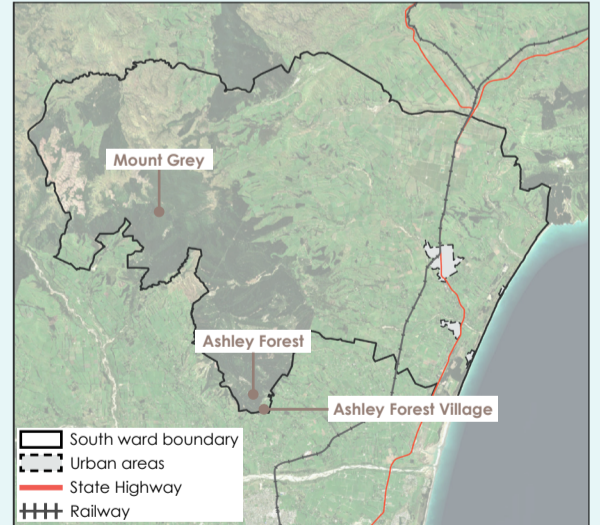 Mount Grey
Ashley Forest
Ashley Forest Village
South ward boundary
Urban areas
State Highway
Railway